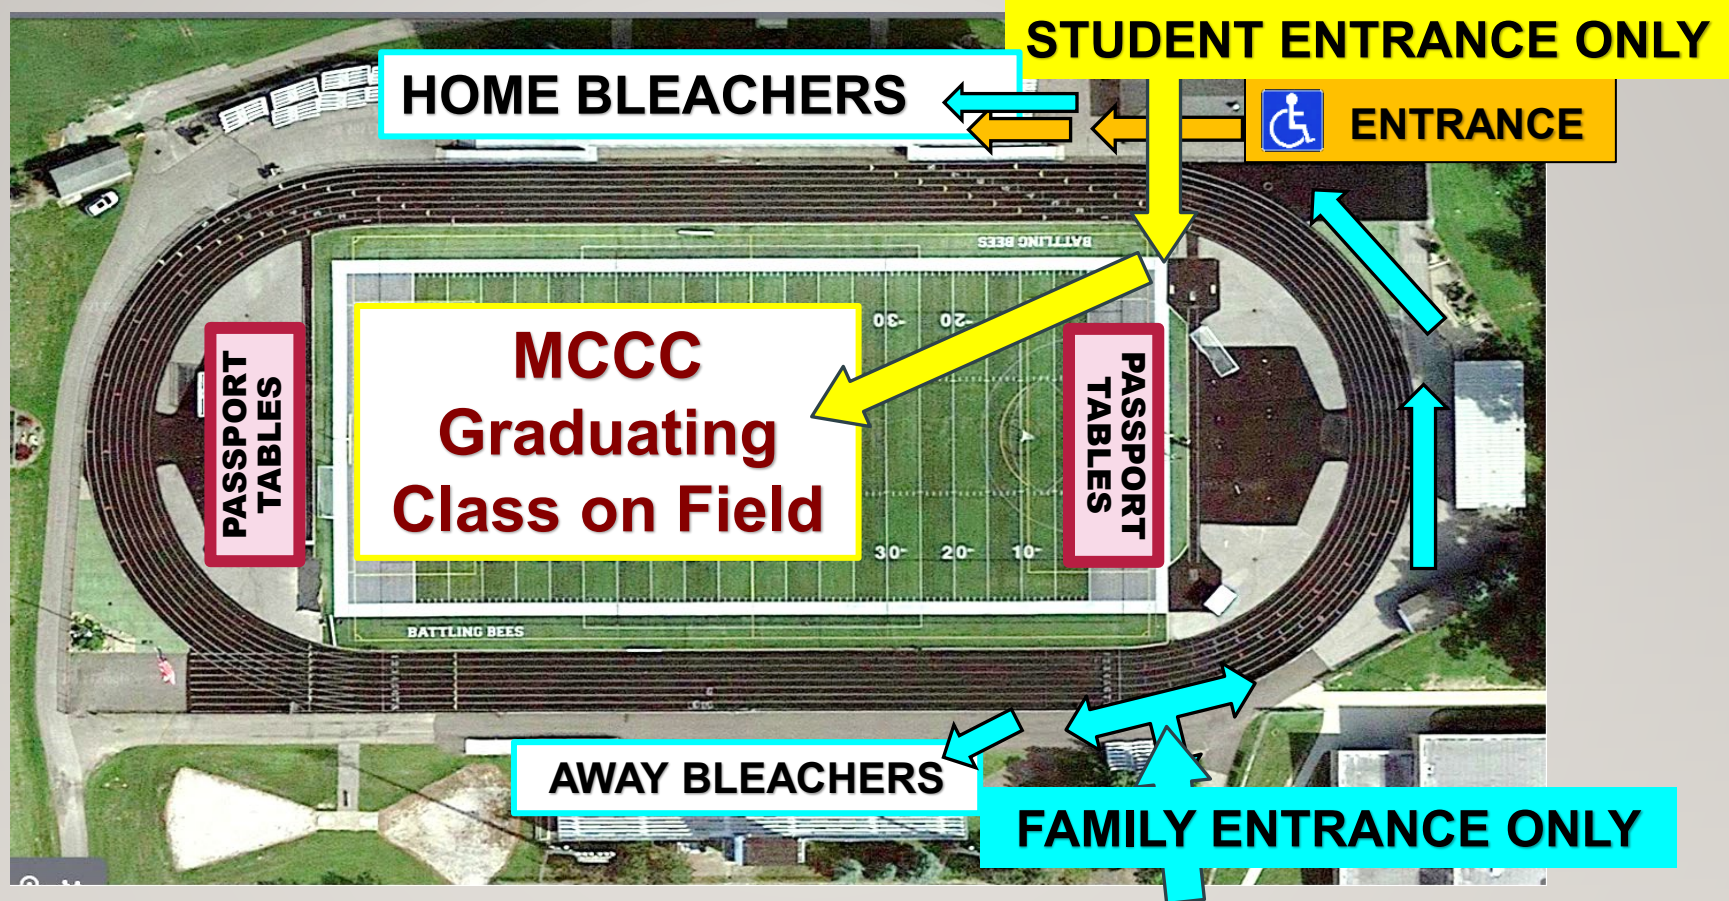 STUDENT ENTRANCE ONLY
HOME BLEACHERS
ENTRANCE
BATTLING BEES
30- 20-
MCCC
Graduating
Class on Field
PASSPORT
TABLES
PASSPORT
TABLES
30- 20- 10-
BATTLING BEES
AWAY BLEACHERS
FAMILY ENTRANCE ONLY